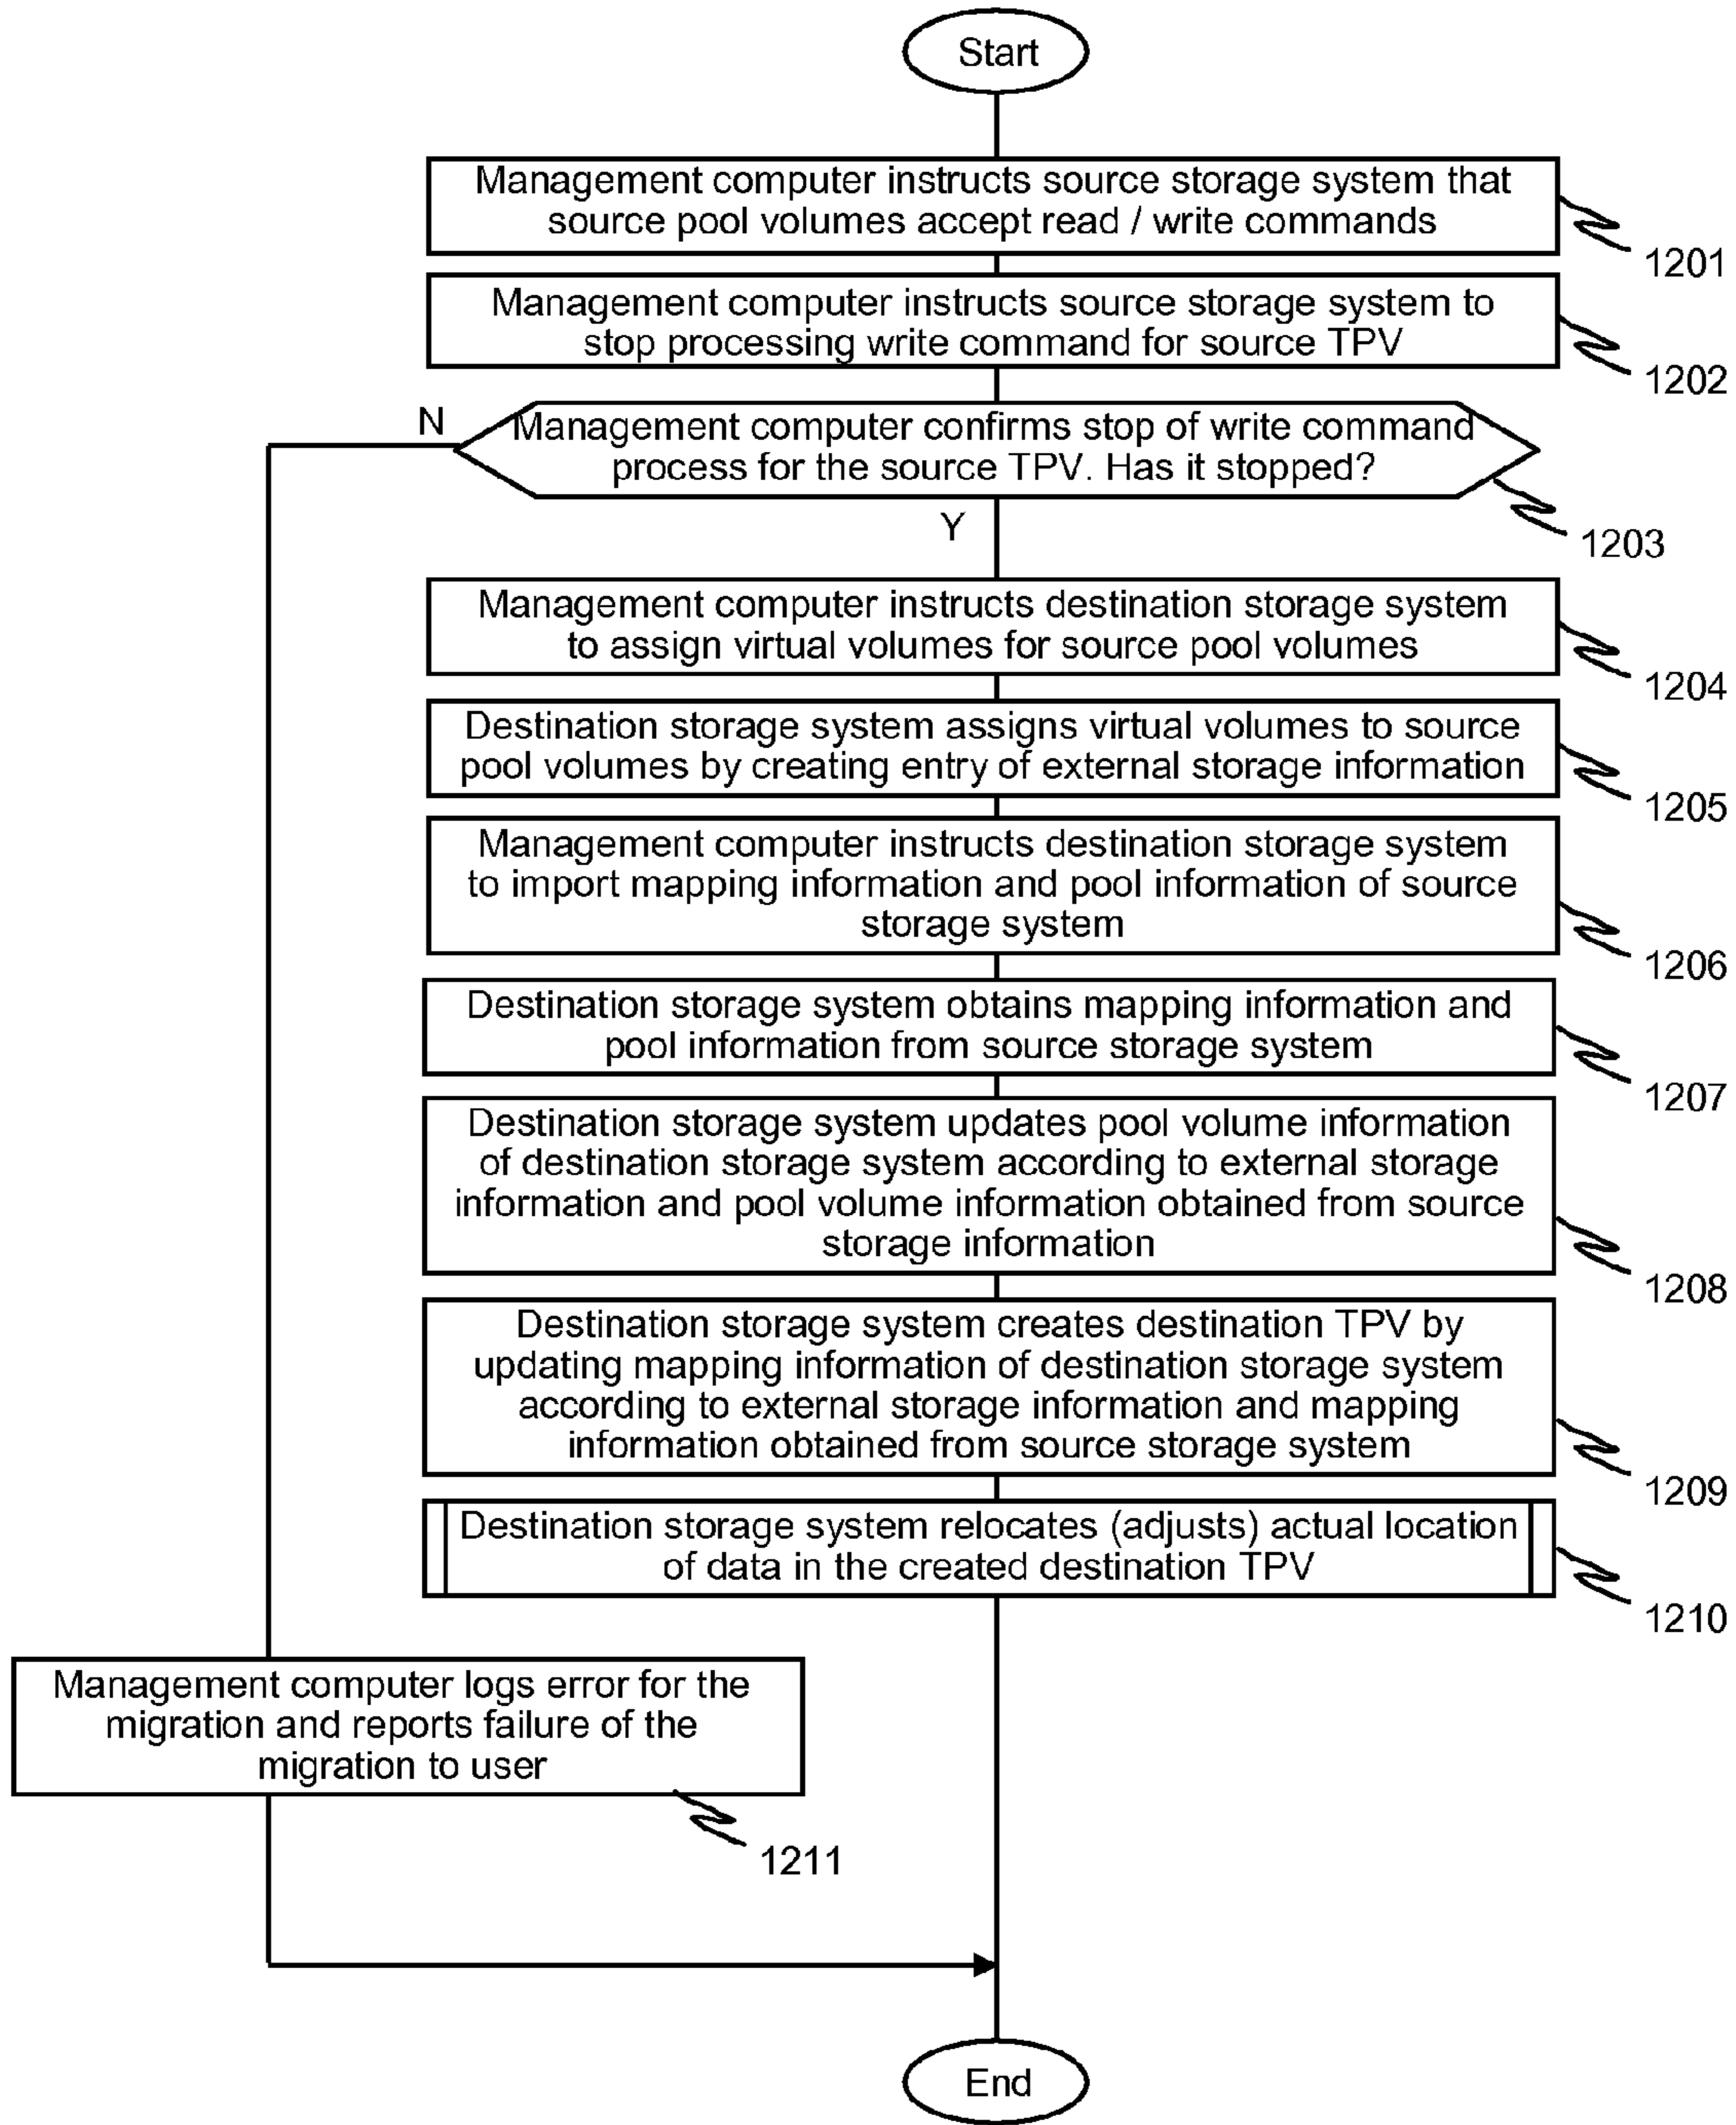 Start
Management computer instructs source storage system that
source pool volumes accept read / write commands
1201
Management computer instructs source storage system to
stop processing write command for source TPV
1202
N
Management computer confirms stop of write command
process for the source TPV. Has it stopped?
1203
Y
Management computer instructs destination storage system
to assign virtual volumes for source pool volumes
1204
Destination storage system assigns virtual volumes to source
pool volumes by creating entry of external storage information
1205
Management computer instructs destination storage system
to import mapping information and pool information of source
storage system
1206
Destination storage system obtains mapping information and
pool information from source storage system
1207
Destination storage system updates pool volume information
of destination storage system according to external storage
information and pool volume information obtained from source
storage information
1208
Destination storage system creates destination TPV by
updating mapping information of destination storage system
according to external storage information and mapping
information obtained from source storage system
1209
Destination storage system relocates (adjusts) actual location
of data in the created destination TPV
1210
Management computer logs error for the
migration and reports failure of the
migration to user
1211
End